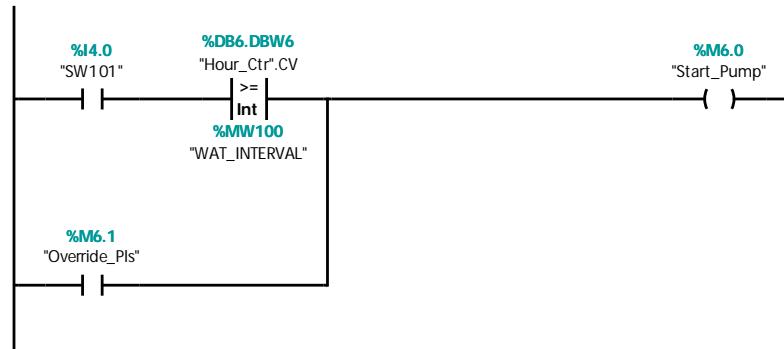 %I4.0
"SW101"
%DB6.DBW6
"Hour_Ctr".CV
>=
Int
%MW100
"WAT_INTERVAL"
%M6.0
"Start_Pump"
%M6.1
"Override_Pls"